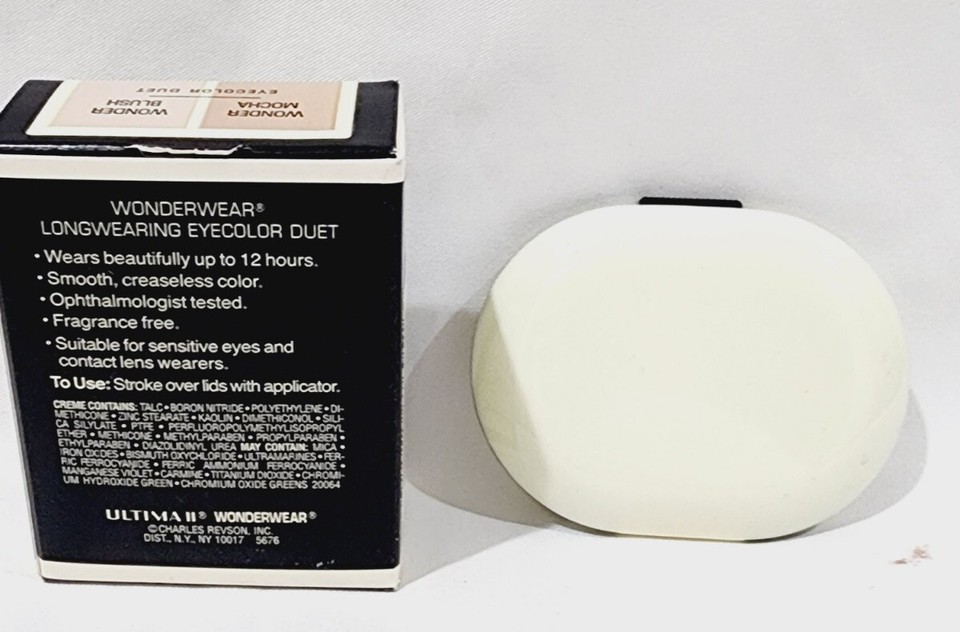 EYECOLOR DUET
WONDER BLUSH
WONDER MOCHA
WONDERWEAR®
LONGWEARING EYECOLOR DUET
• Wears beautifully up to 12 hours.
• Smooth, creaseless color.
• Ophthalmologist tested.
• Fragrance free.
• Suitable for sensitive eyes and
contact lens wearers.
To Use: Stroke over lids with applicator.
CREME CONTAINS: TALC • BORON NITRIDE • POLYETHYLENE • DI-
METHICONE • ZINC STEARATE • KAOLIN • DIMETHICONOL • SILI-
CA SILYLATE • PTFE • PERFLUOROPOLYMETHYLISOPROPYL
ETHER • METHICONE • METHYLPARABEN • PROPYLPARABEN •
ETHYLPARABEN • DIAZOLIDINYL UREA MAY CONTAIN: MICA •
IRON OXIDES • BISMUTH OXYCHLORIDE • ULTRAMARINES • FER-
RIC FERROCYANIDE • FERRIC AMMONIUM FERROCYANIDE •
MANGANESE VIOLET • CARMINE • TITANIUM DIOXIDE • CHROMI-
UM HYDROXIDE GREEN • CHROMIUM OXIDE GREENS 20064
ULTIMA II® WONDERWEAR®
©CHARLES REVSON, INC.
DIST., N.Y., NY 10017 5676